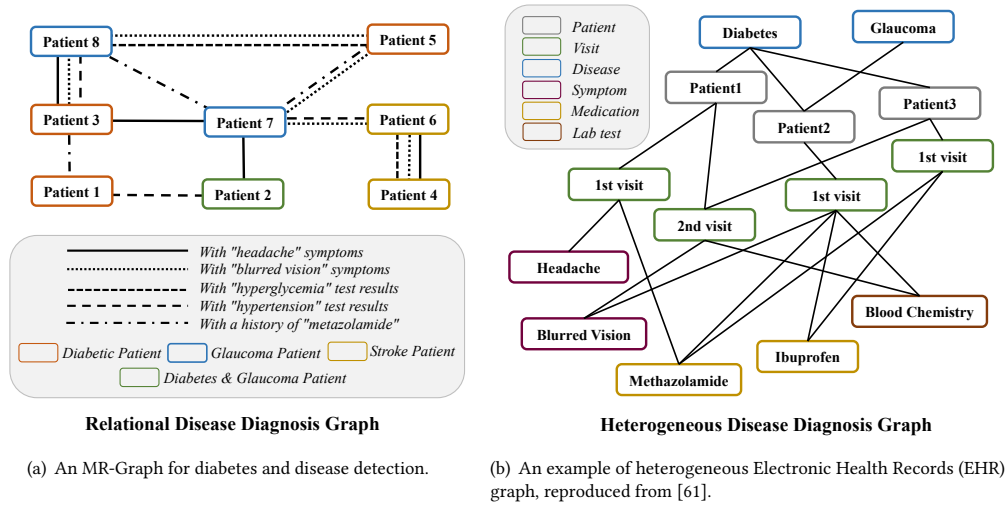 Patient 8
Patient 5
Patient 3
Patient 7
Patient 6
Patient 1
Patient 2
Patient 4
With "headache" symptoms
With "blurred vision" symptoms
With "hyperglycemia" test results
With "hypertension" test results
With a history of "metazolamide"
Diabetic Patient
Glaucoma Patient
Stroke Patient
Diabetes & Glaucoma Patient
Relational Disease Diagnosis Graph
(a) An MR-Graph for diabetes and disease detection.
Patient
Visit
Disease
Symptom
Medication
Lab test
Diabetes
Glaucoma
Patient1
Patient2
Patient3
1st visit
2nd visit
1st visit
1st visit
Headache
Blurred Vision
Methazolamide
Ibuprofen
Blood Chemistry
Heterogeneous Disease Diagnosis Graph
(b) An example of heterogeneous Electronic Health Records (EHR)
graph, reproduced from [61].